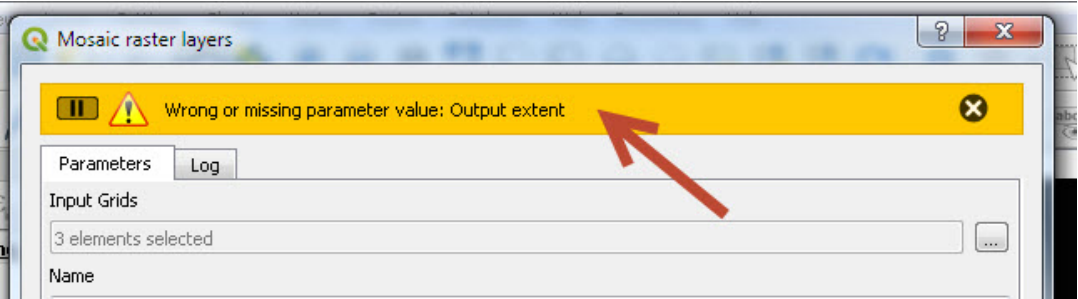 Mosaic raster layers
Wrong or missing parameter value: Output extent
Parameters Log
Input Grids
3 elements selected
...
Name